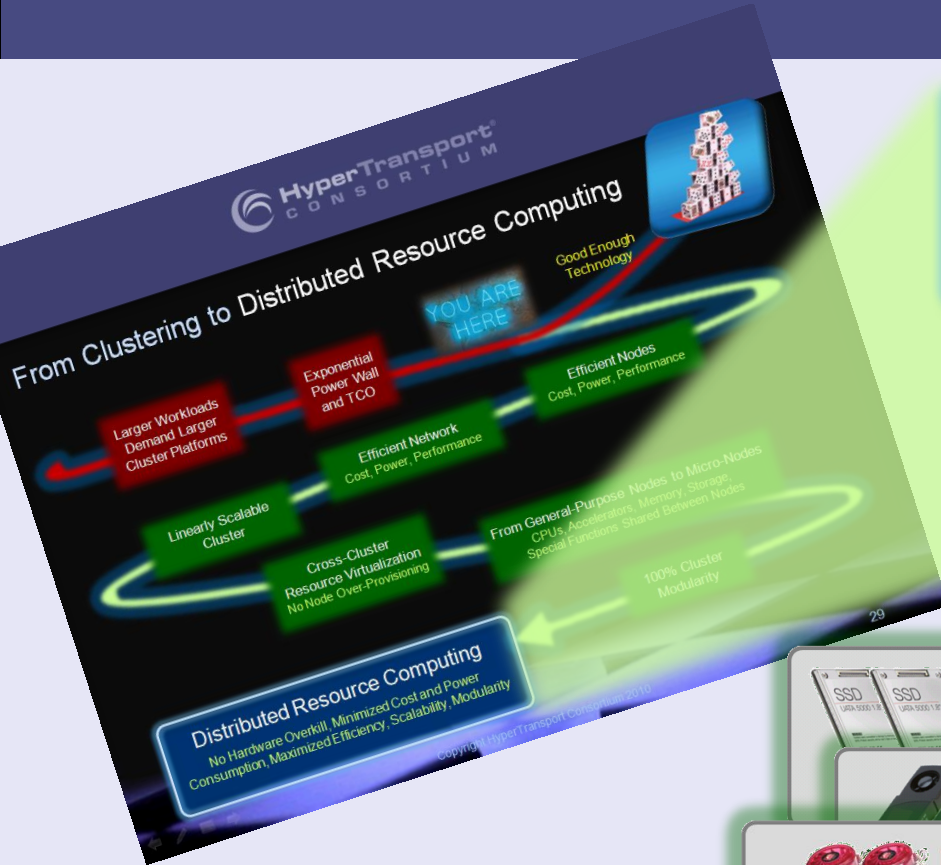 HyperTransport®
CONSORTIUM
From Clustering to Distributed Resource Computing
Good Enough
Technology
YOU ARE
HERE
Efficient Nodes
Cost, Power, Performance
Exponential
Power Wall
and TCO
Larger Workloads
Demand Larger
Cluster Platforms
Efficient Network
Cost, Power, Performance
Linearly Scalable
Cluster
Cross-Cluster
Resource Virtualization
No Node Over-Provisioning
From General-Purpose Nodes to Micro-Nodes
CPUs, Accelerators, Memory, Storage,
Special Functions Shared Between Nodes
100% Cluster
Modularity
Distributed Resource Computing
No Hardware Overkill, Minimized Cost and Power
Consumption, Maximized Efficiency, Scalability, Modularity
29
Copyright HyperTransport Consortium 2010
SSD
SSD